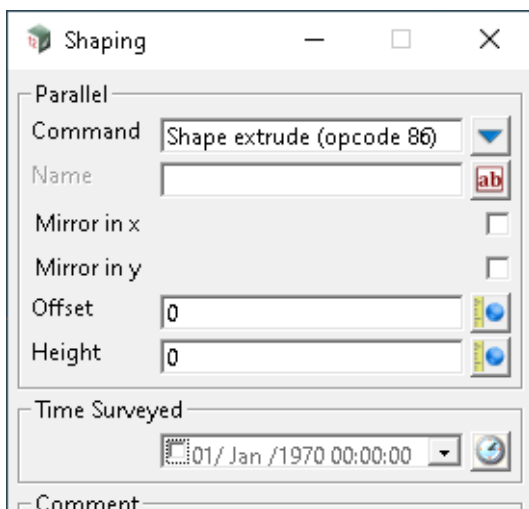 Shaping
Parallel
Command Shape extrude (opcode 86)
Name ab
Mirror in x
Mirror in y
Offset 0
Height 0
Time Surveyed
01/ Jan /1970 00:00:00
Comment